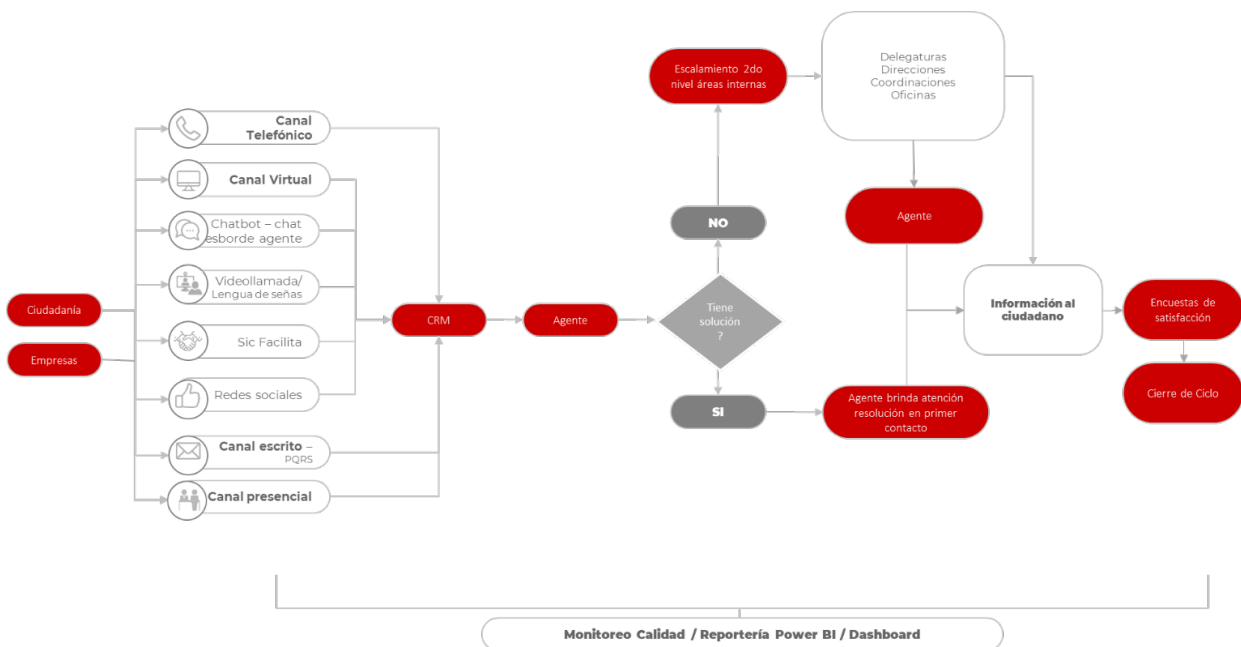 Ciudadanía
Empresas
Canal
Telefónico
Canal Virtual
Chatbot – chat
esborde agente
Videollamada/
Lengua de señas
Sic Facilita
Redes sociales
Canal escrito –
PQRS
Canal presencial
CRM
Agente
Tiene
solución
?
NO
SI
Escalamiento 2do
nivel áreas internas
Delegaturas
Direcciones
Coordinaciones
Oficinas
Agente
Agente brinda atención
resolución en primer
contacto
Información al
ciudadano
Encuestas de
satisfacción
Cierre de Ciclo
Monitoreo Calidad / Reportería Power BI / Dashboard